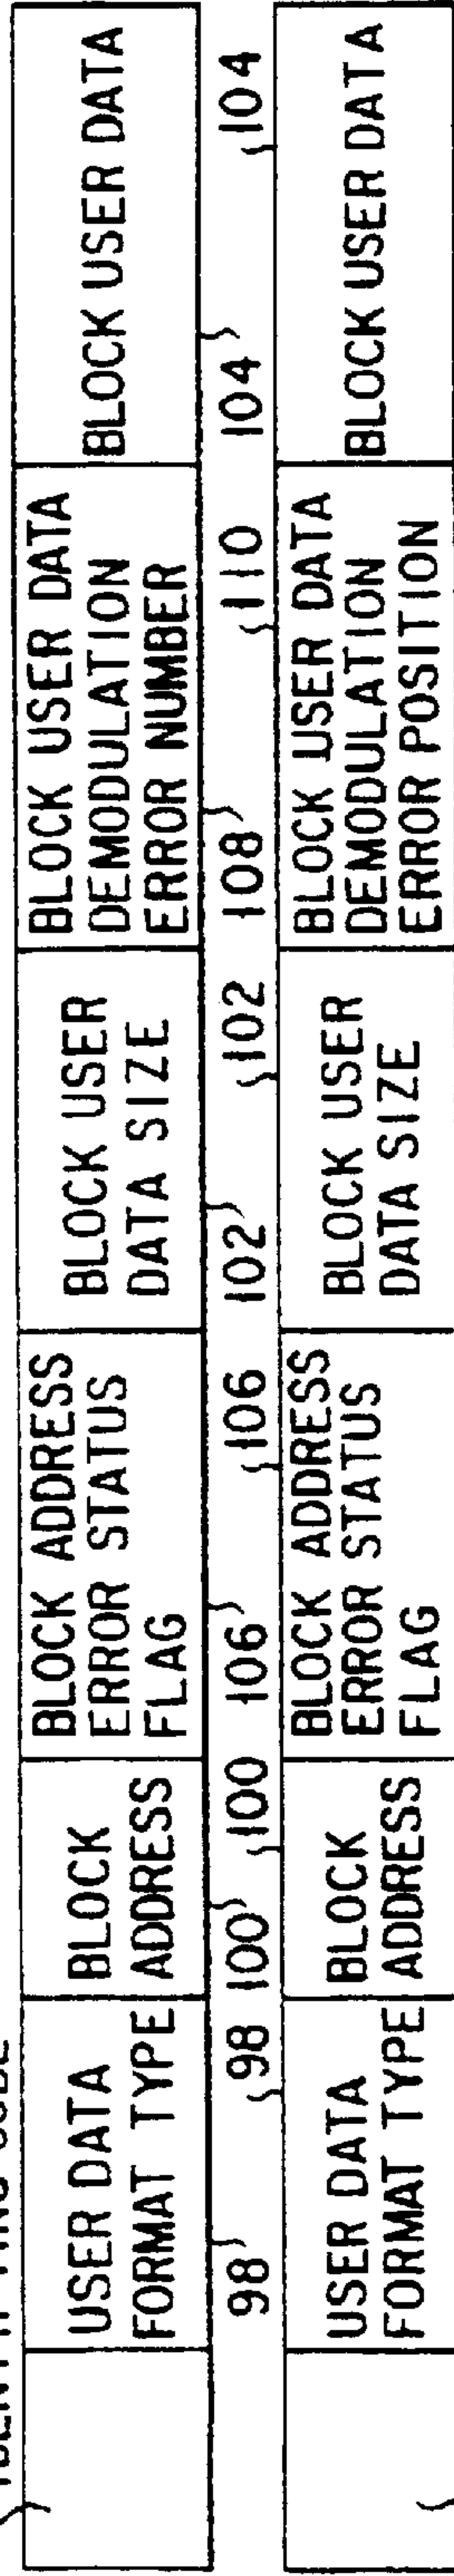 USER DATA
FORMAT TYPE
BLOCK
ADDRESS
BLOCK ADDRESS
ERROR STATUS
FLAG
BLOCK USER
DATA SIZE
BLOCK USER DATA
DEMODULATION
ERROR NUMBER
BLOCK USER DATA
98 98 100 100 106 106 102 102 108 110 104 104
USER DATA
FORMAT TYPE
BLOCK
ADDRESS
BLOCK ADDRESS
ERROR STATUS
FLAG
BLOCK USER
DATA SIZE
BLOCK USER DATA
DEMODULATION
ERROR POSITION
BLOCK USER DATA